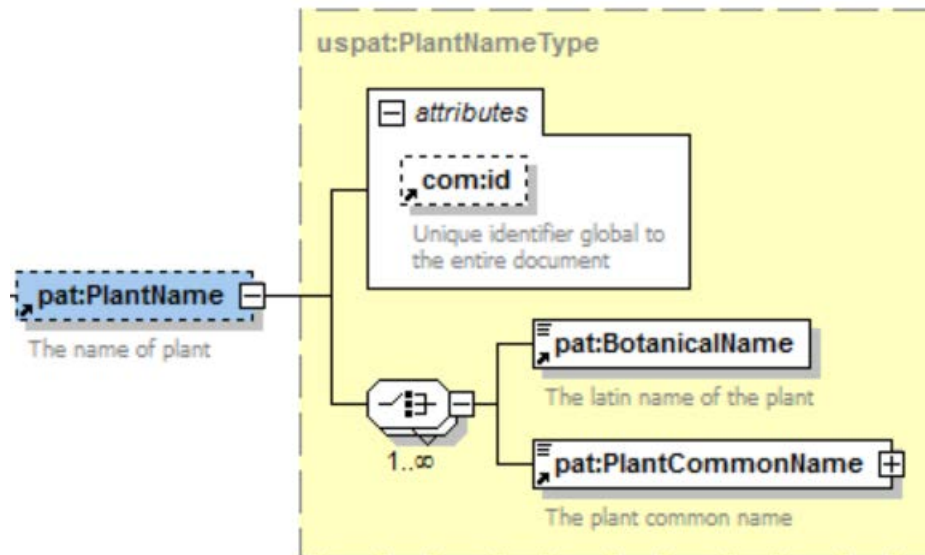 uspat:PlantNameType
attributes
com:id
Unique identifier global to
the entire document
pat:PlantName
The name of plant
pat:BotanicalName
The latin name of the plant
1..∞
pat:PlantCommonName
The plant common name